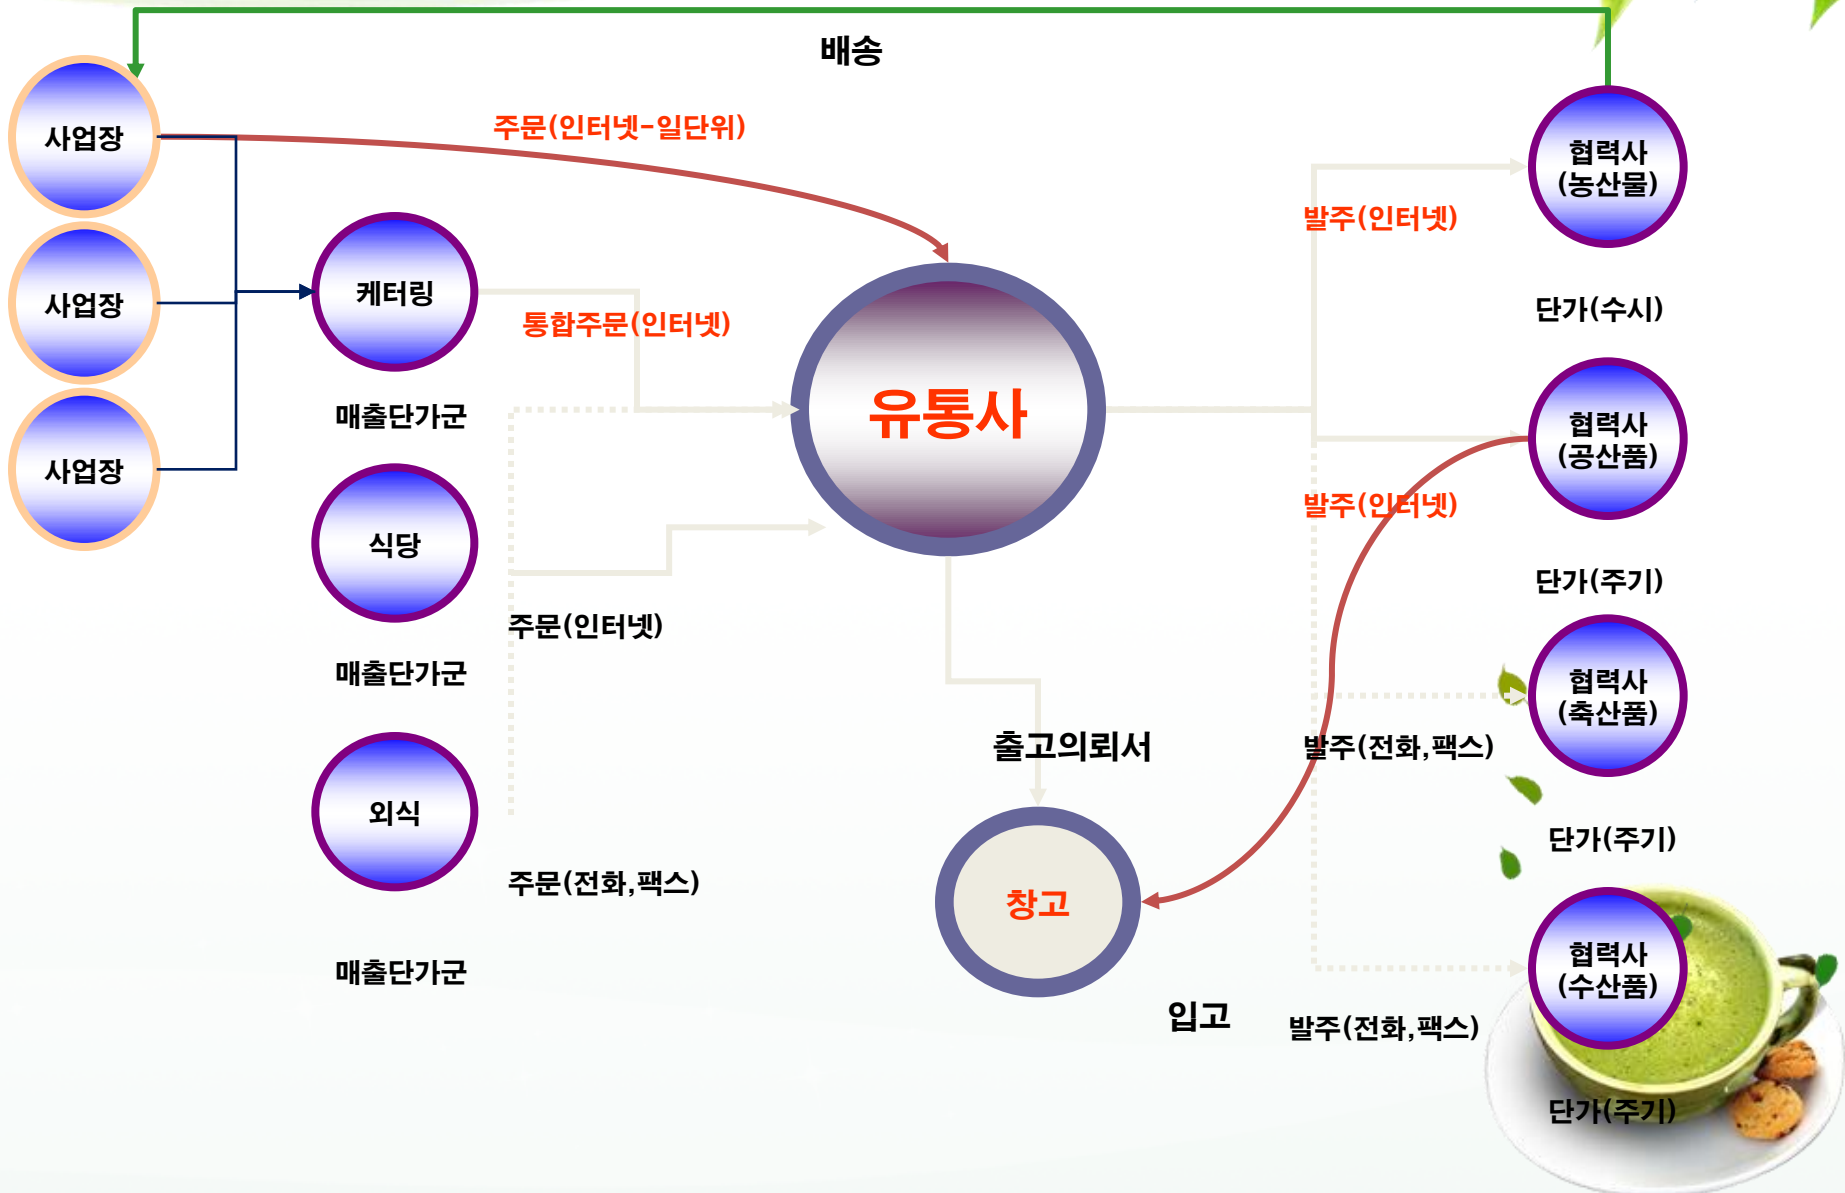 배송
주문(인터넷-일단위)
사업장
협력사
(농산물)
발주(인터넷)
사업장
케터링
단가(수시)
통합주문(인터넷)
매출단가군
유통사
협력사
(공산품)
사업장
발주(인터넷)
식당
단가(주기)
주문(인터넷)
매출단가군
협력사
(축산품)
출고의뢰서
발주(전화,팩스)
외식
단가(주기)
주문(전화,팩스)
창고
매출단가군
협력사
(수산품)
입고
발주(전화,팩스)
단가(주기)